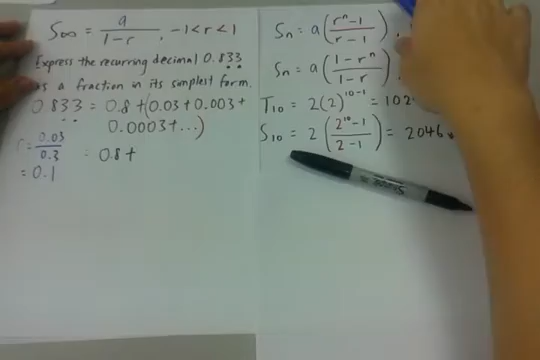 S∞ = a/(1-r) , -1<r<1
Express the recurring decimal 0.833
as a fraction in its simplest form.
0.833 = 0.8+(0.03 + 0.003 +
0.0003+...)
r = 0.03/0.3 = 0.8+
= 0.1
Sn = a((r^n-1)/(r-1)),
Sn = a((1-r^n)/(1-r)),
T10 = 2(2)^(10-1) = 102
S10 = 2((2^10-1)/(2-1)) = 2046